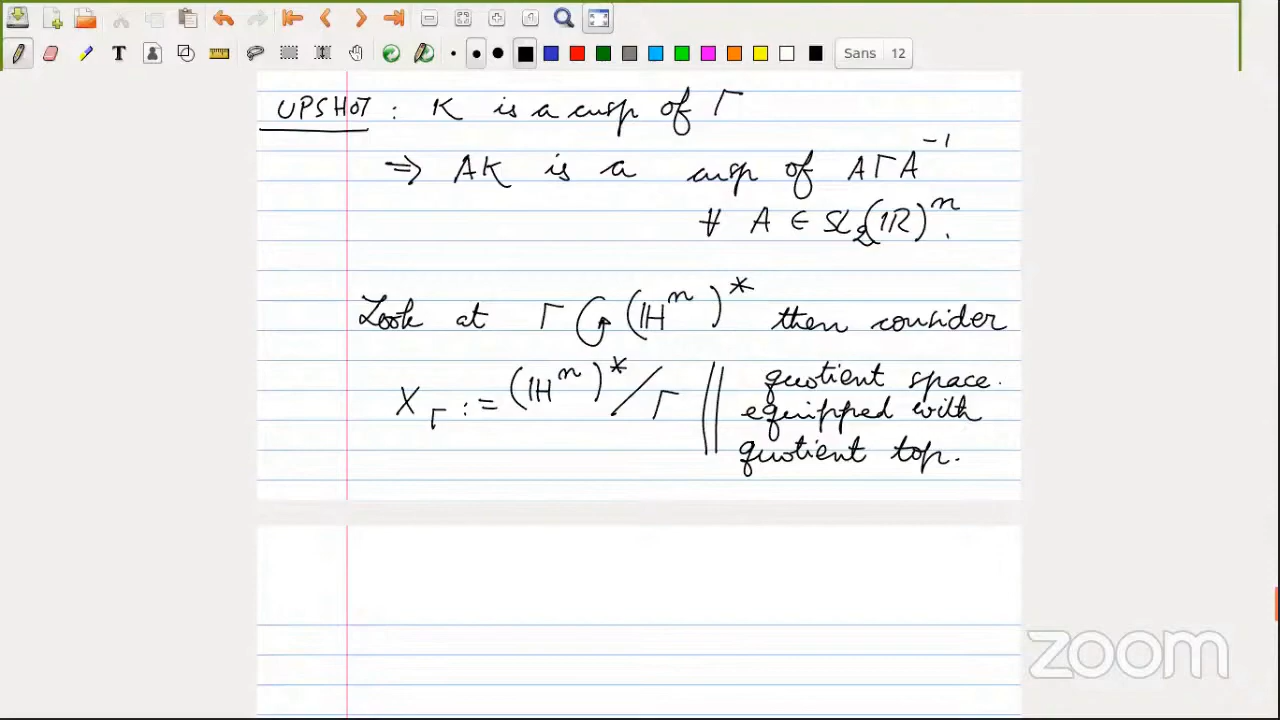 Sans 12
UPSHOT : K is a cusp of Γ
⇒ AK is a cusp of AΓA⁻¹
∀ A ∈ SL₂(ℝ)ⁿ.
Look at Γ ↻ (ℍⁿ)* then consider
X_Γ := (ℍⁿ)*/Γ || quotient space.
equipped with
quotient top.
zoom